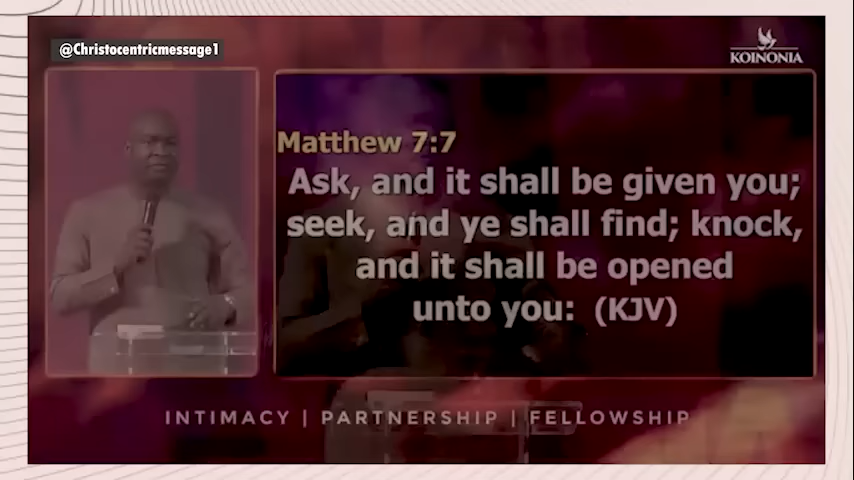 @Christocentricmessage1
KOINONIA
Matthew 7:7
Ask, and it shall be given you;
seek, and ye shall find; knock,
and it shall be opened
unto you: (KJV)
INTIMACY | PARTNERSHIP | FELLOWSHIP